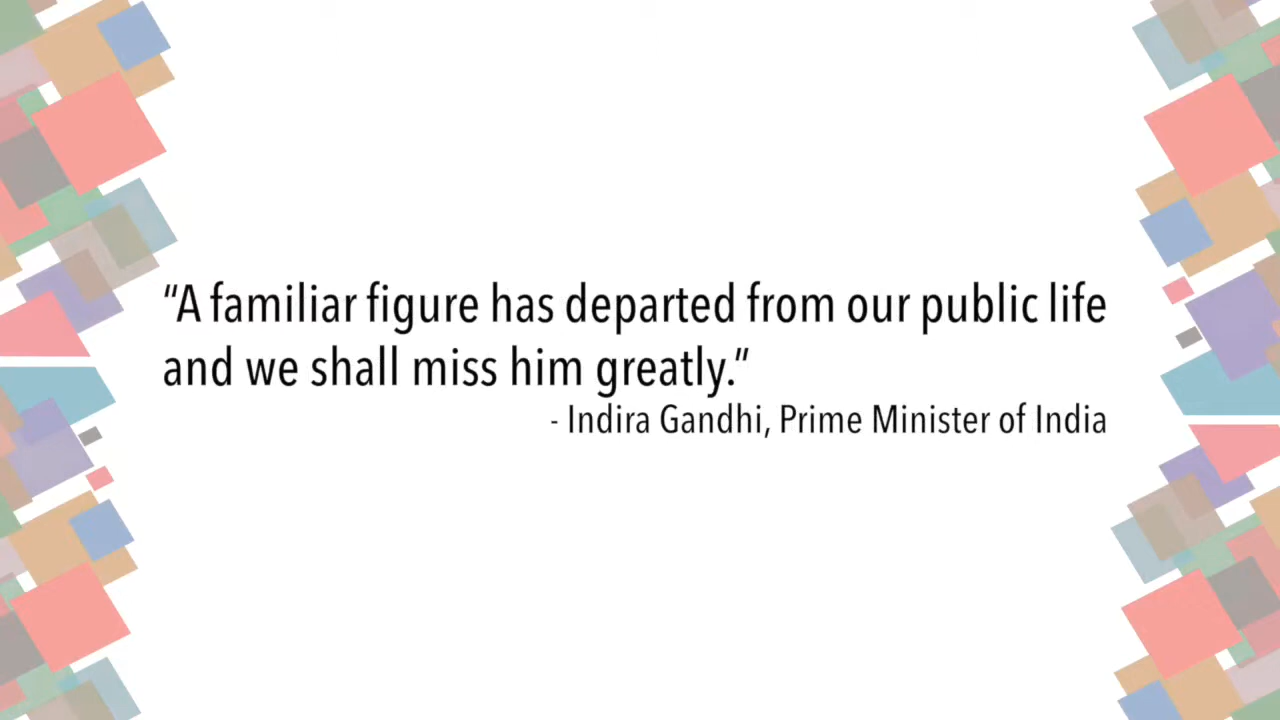 “A familiar figure has departed from our public life
and we shall miss him greatly.”
- Indira Gandhi, Prime Minister of India